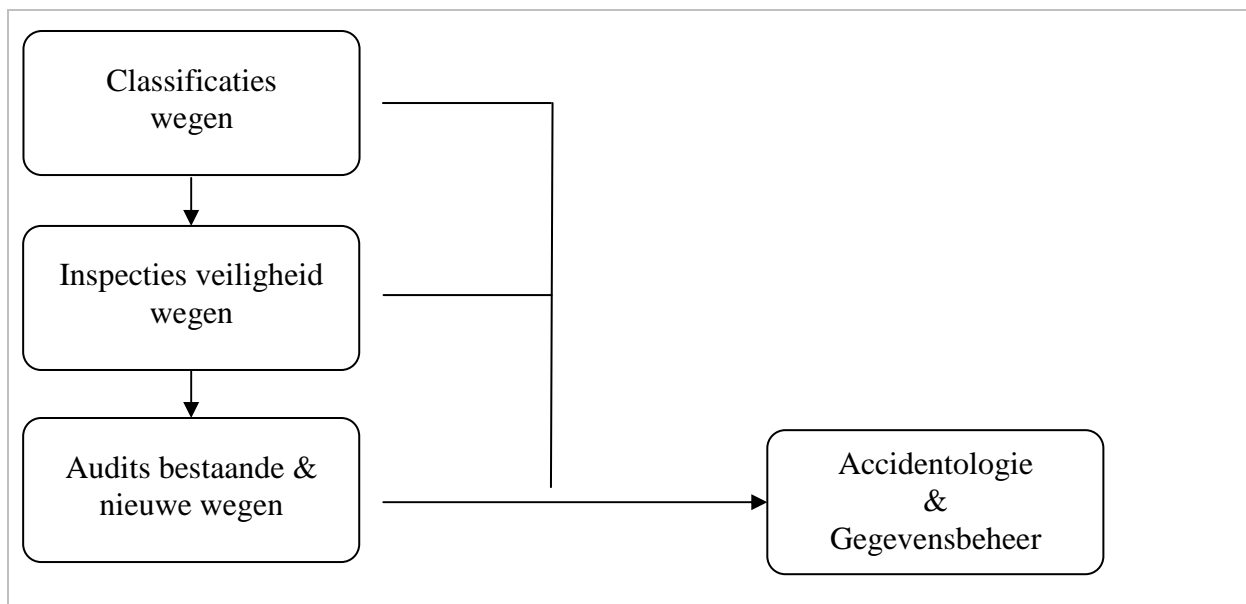 Classificaties
wegen
Inspecties veiligheid
wegen
Audits bestaande &
nieuwe wegen
Accidentologie
&
Gegevensbeheer